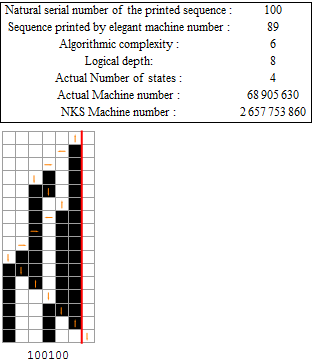 Natural serial number of the printed sequence : 100
Sequence printed by elegant machine number : 89
Algorithmic complexity : 6
Logical depth: 8
Actual Number of states : 4
Actual Machine number : 68 905 630
NKS Machine number : 2 657 753 860
100100